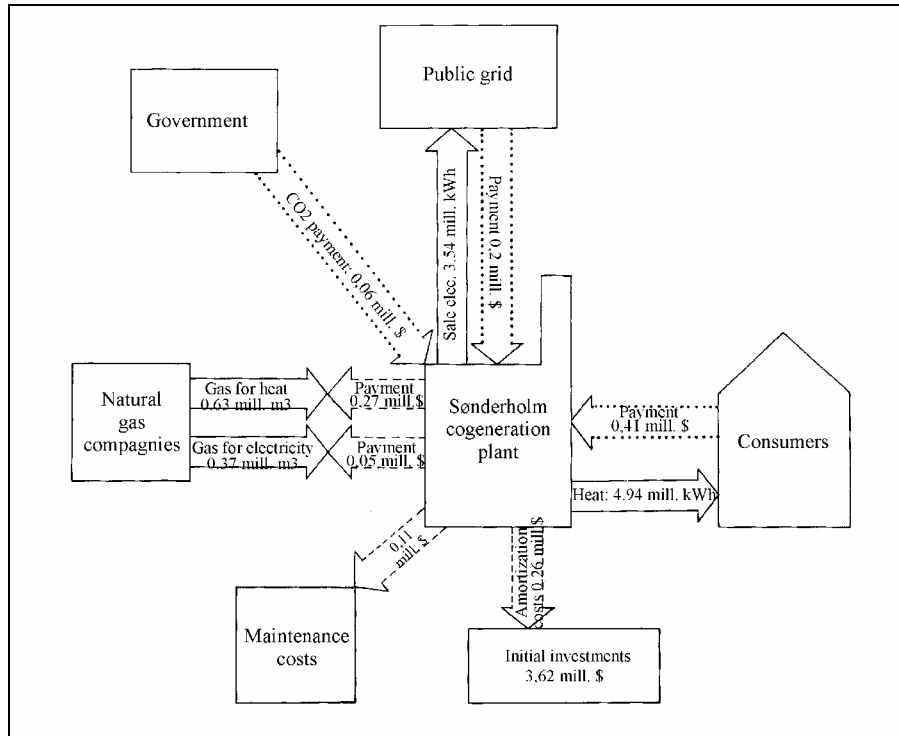 Public grid
Government
CO2 payment: 0,06 mill. $
Sale elec. 3.54 mill. kWh
Payment 0,2 mill. $
Natural
gas
compagnies
Gas for heat
0.63 mill. m3
Payment
0,27 mill.$
Gas for electricity
0.37 mill. m3
Payment
0,05 mill. $
Sønderholm
cogeneration
plant
Payment
0,41 mill. $
Consumers
Heat: 4.94 mill. kWh
0,11
mill. $
Amortization
costs 0.26 mill $
Maintenance
costs
Initial investments
3,62 mill. $